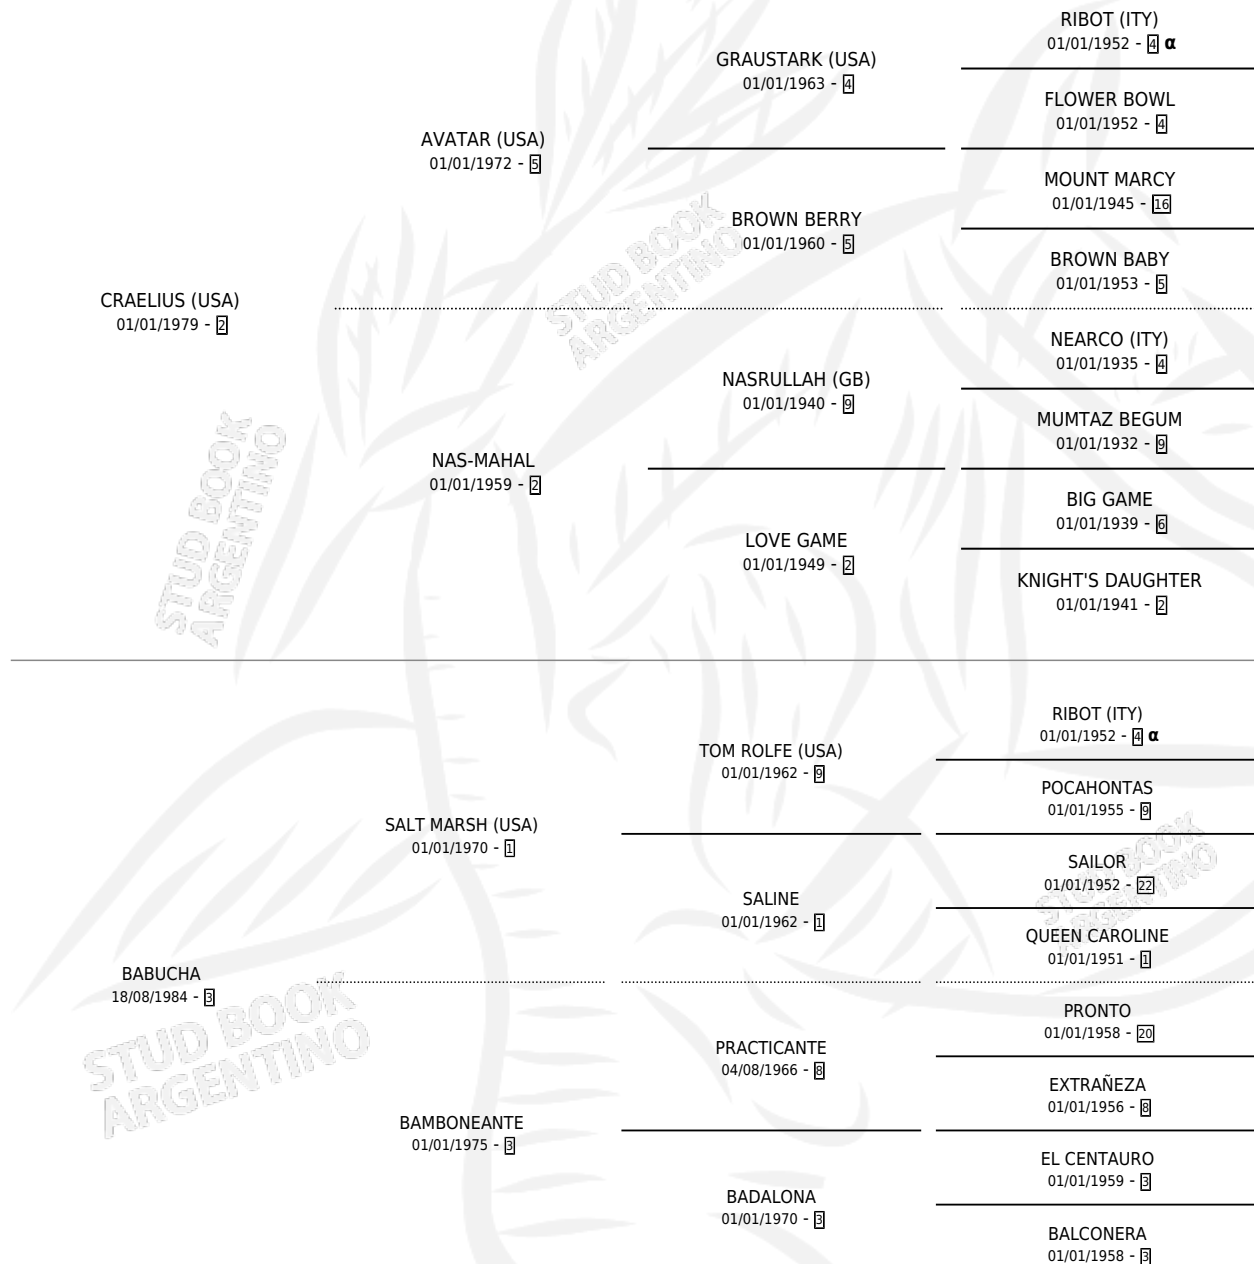 RIBOT (ITY)
01/01/1952 - 4 α
GRAUSTARK (USA)
01/01/1963 - 4
FLOWER BOWL
01/01/1952 - 4
AVATAR (USA)
01/01/1972 - 5
MOUNT MARCY
01/01/1945 - 16
BROWN BERRY
01/01/1960 - 5
BROWN BABY
01/01/1953 - 5
CRAELIUS (USA)
01/01/1979 - 2
STUD BOOK
ARGENTINO
NEARCO (ITY)
01/01/1935 - 4
NASRULLAH (GB)
01/01/1940 - 9
MUMTAZ BEGUM
01/01/1932 - 9
NAS-MAHAL
01/01/1959 - 2
BIG GAME
01/01/1939 - 6
LOVE GAME
01/01/1949 - 2
KNIGHT'S DAUGHTER
01/01/1941 - 2
STUD BOOK
ARGENTINO
RIBOT (ITY)
01/01/1952 - 4 α
TOM ROLFE (USA)
01/01/1962 - 9
POCAHONTAS
01/01/1955 - 9
SALT MARSH (USA)
01/01/1970 - 1
SAILOR
01/01/1952 - 22
SALINE
01/01/1962 - 1
QUEEN CAROLINE
01/01/1951 - 1
STUD BOOK
ARGENTINO
BABUCHA
18/08/1984 - 3
PRONTO
01/01/1958 - 20
PRACTICANTE
04/08/1966 - 8
EXTRAÑEZA
01/01/1956 - 8
BAMBONEANTE
01/01/1975 - 3
EL CENTAURO
01/01/1959 - 3
BADALONA
01/01/1970 - 3
BALCONERA
01/01/1958 - 3
STUD BOOK
ARGENTINO